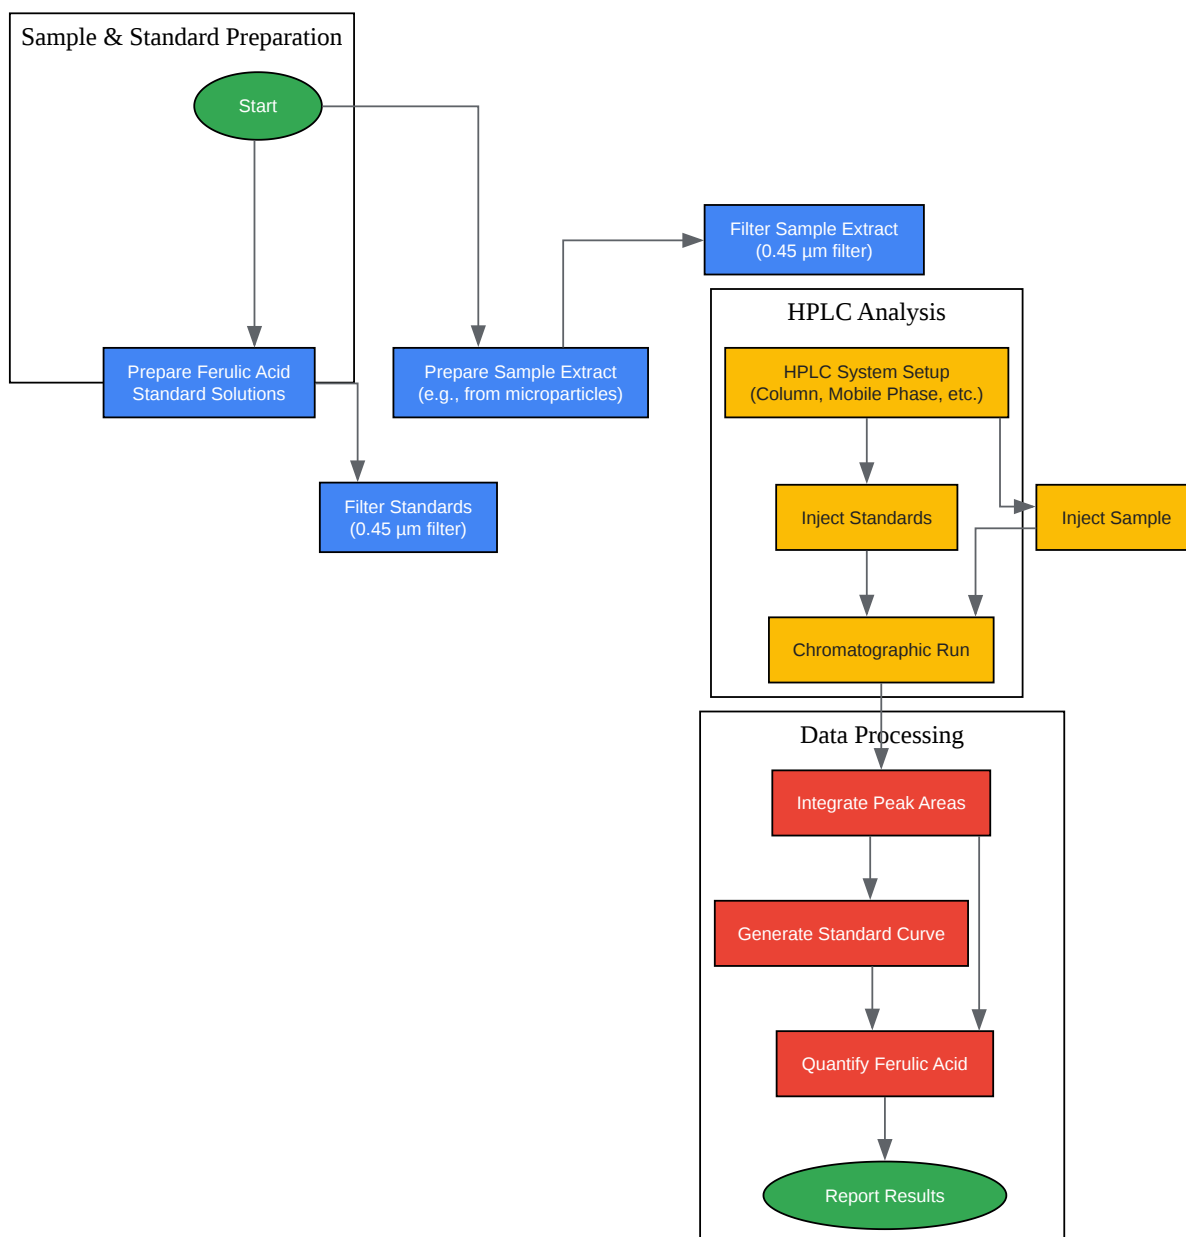 Sample & Standard Preparation
Start
Filter Sample Extract
(0.45 µm filter)
HPLC Analysis
Prepare Ferulic Acid
Standard Solutions
Prepare Sample Extract
(e.g., from microparticles)
HPLC System Setup
(Column, Mobile Phase, etc.)
Filter Standards
(0.45 µm filter)
Inject Standards
Inject Sample
Chromatographic Run
Data Processing
Integrate Peak Areas
Generate Standard Curve
Quantify Ferulic Acid
Report Results